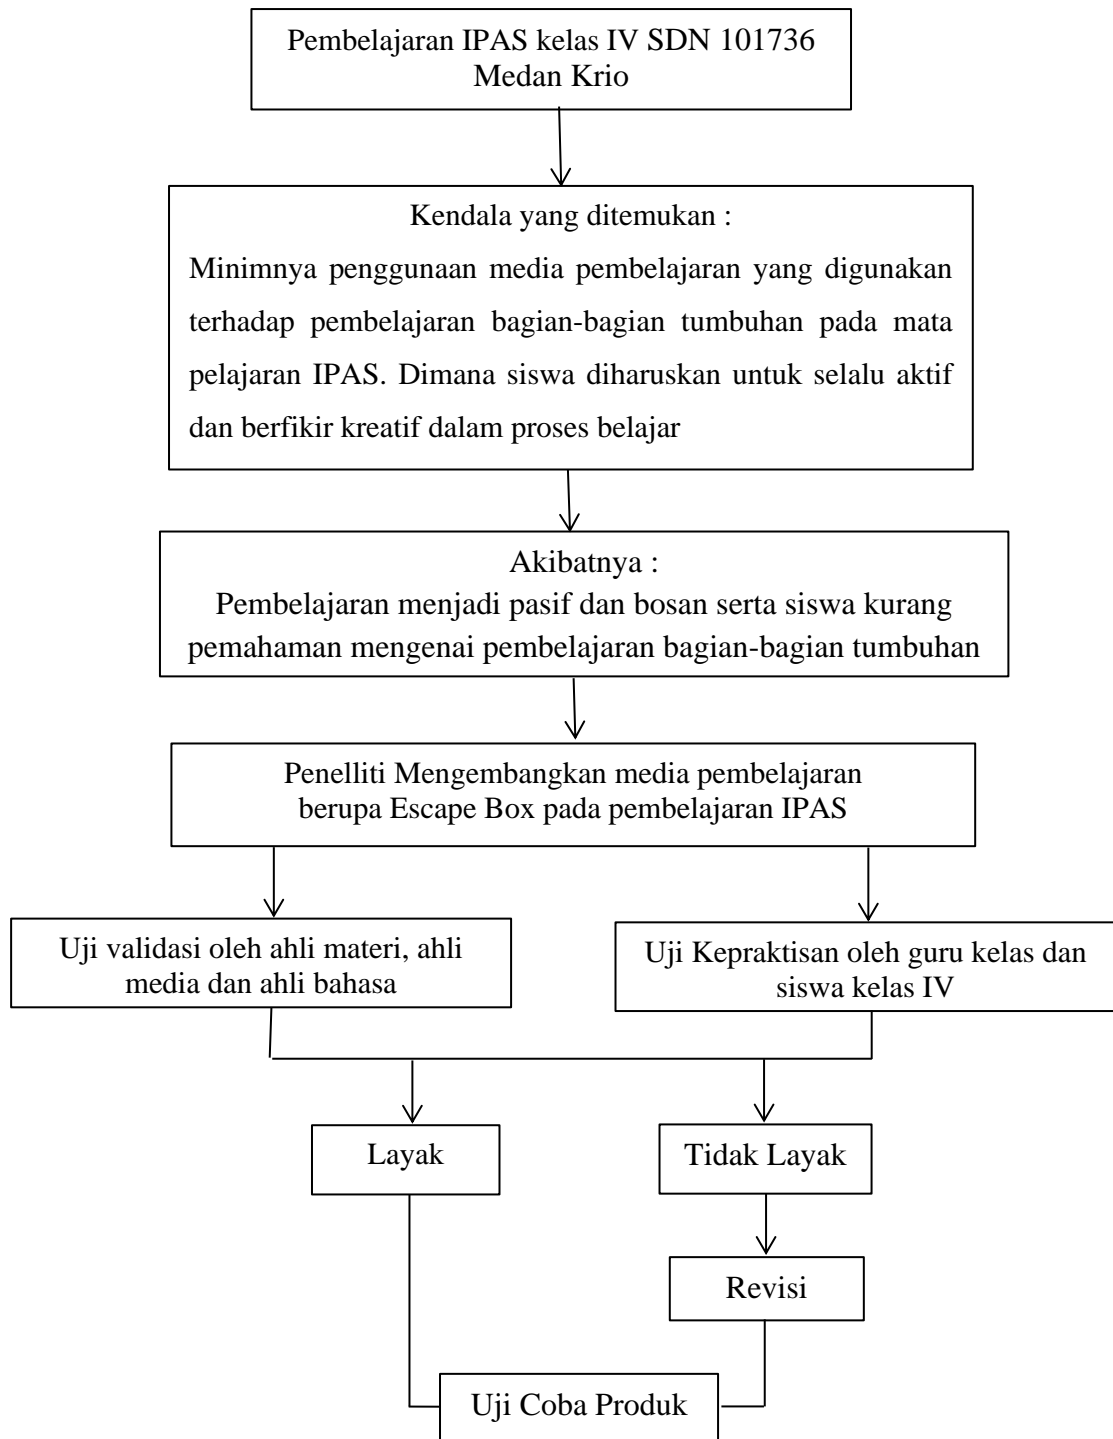 Pembelajaran IPAS kelas IV SDN 101736
Medan Krio
Kendala yang ditemukan :
Minimnya penggunaan media pembelajaran yang digunakan
terhadap pembelajaran bagian-bagian tumbuhan pada mata
pelajaran IPAS. Dimana siswa diharuskan untuk selalu aktif
dan berfikir kreatif dalam proses belajar
Akibatnya :
Pembelajaran menjadi pasif dan bosan serta siswa kurang
pemahaman mengenai pembelajaran bagian-bagian tumbuhan
Penelliti Mengembangkan media pembelajaran
berupa Escape Box pada pembelajaran IPAS
Uji validasi oleh ahli materi, ahli
media dan ahli bahasa
Uji Kepraktisan oleh guru kelas dan
siswa kelas IV
Layak
Tidak Layak
Revisi
Uji Coba Produk